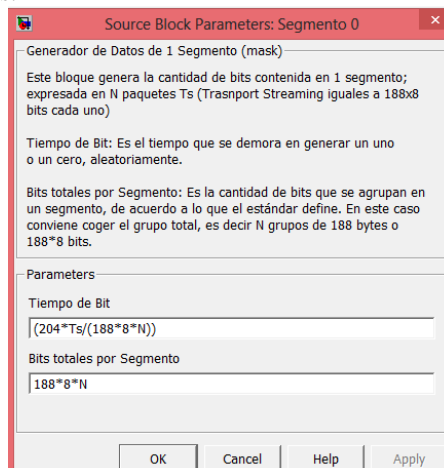 Source Block Parameters: Segmento 0
Generador de Datos de 1 Segmento (mask)
Este bloque genera la cantidad de bits contenida en 1 segmento;
expresada en N paquetes Ts (Trasnport Streaming iguales a 188x8
bits cada uno)
Tiempo de Bit: Es el tiempo que se demora en generar un uno
o un cero, aleatoriamente.
Bits totales por Segmento: Es la cantidad de bits que se agrupan en
un segmento, de acuerdo a lo que el estándar define. En este caso
conviene coger el grupo total, es decir N grupos de 188 bytes o
188*8 bits.
Parameters
Tiempo de Bit
(204*Ts/(188*8*N))
Bits totales por Segmento
188*8*N
OK Cancel Help Apply